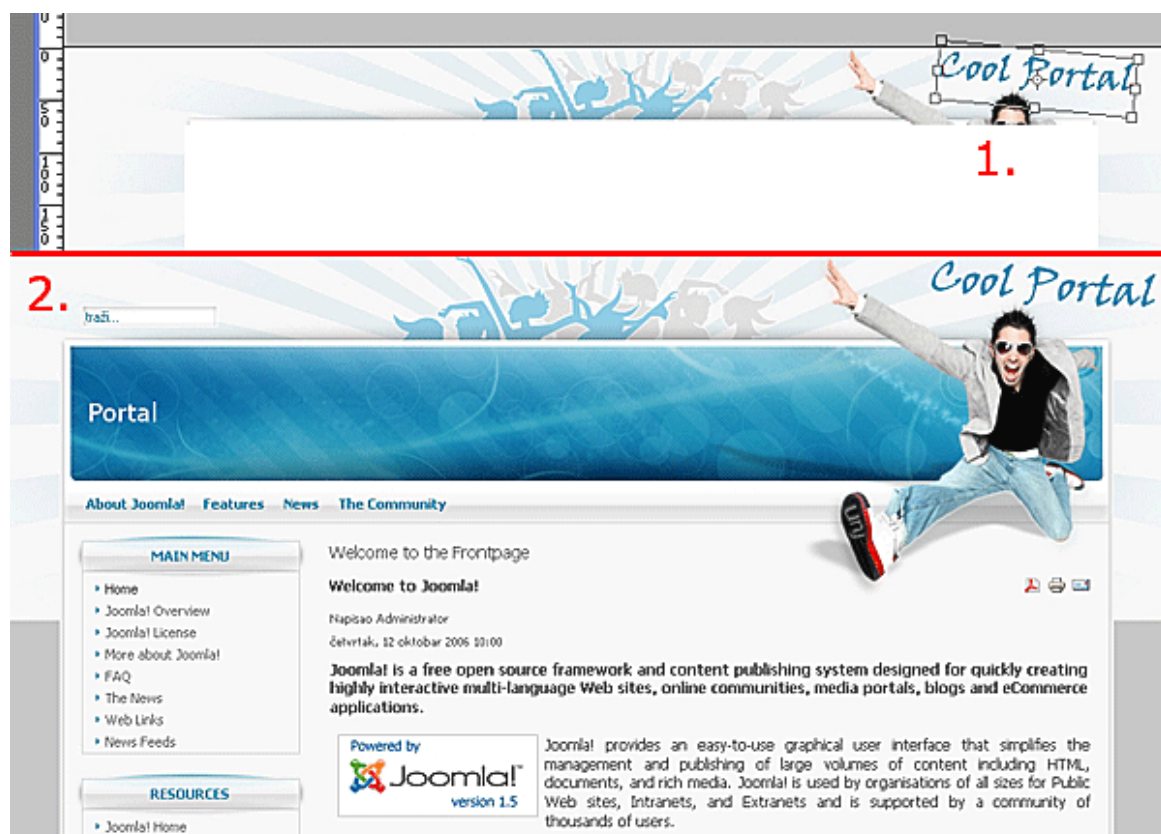 0
0
50
100
150
Cool Portal
1.
2.
Cool Portal
traži...
Portal
About Joomla! Features News The Community
MAIN MENU
Home
Joomla! Overview
Joomla! License
More about Joomla!
FAQ
The News
Web Links
News Feeds
RESOURCES
Joomla! Home
Welcome to the Frontpage
Welcome to Joomla!
Napisao Administrator
četvrtak, 12 oktobar 2006 10:00
Joomla! is a free open source framework and content publishing system designed for quickly creating
highly interactive multi-language Web sites, online communities, media portals, blogs and eCommerce
applications.
Powered by
Joomla!™
version 1.5
Joomla! provides an easy-to-use graphical user interface that simplifies the
management and publishing of large volumes of content including HTML,
documents, and rich media. Joomla! is used by organisations of all sizes for Public
Web sites, Intranets, and Extranets and is supported by a community of
thousands of users.